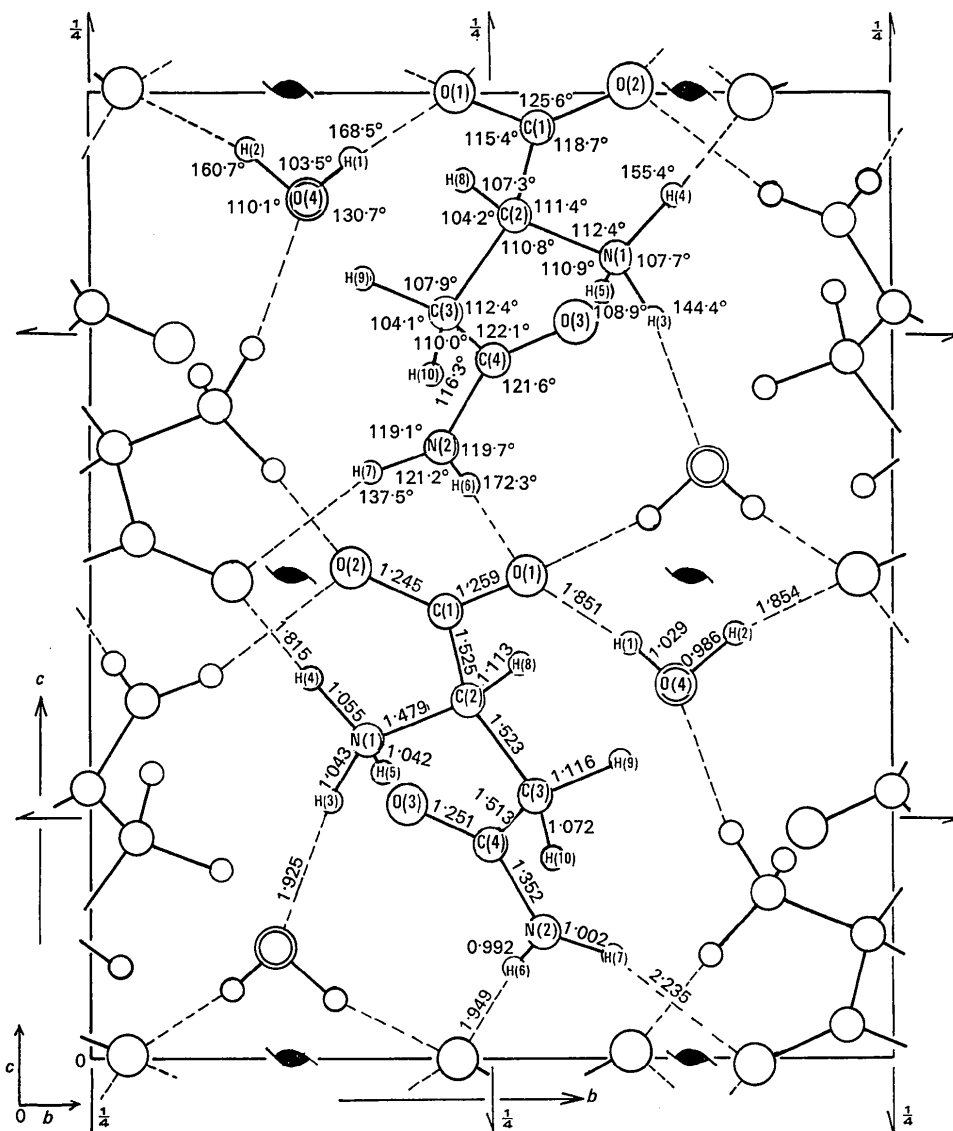 1/4
1/4
1/4
O(1)
O(2)
125·6°
C(1)
115·4°
118·7°
168·5°
H(2)
103·5°
H(1)
160·7°
O(4)
110·1°
130·7°
155·4°
H(8)
107·3°
H(4)
111·4°
104·2°
C(2)
112·4°
110·8°
N(1)
107·7°
110·9°
H(9)
107·9°
H(5)
108·9°
H(3)
144·4°
C(3)
112·4°
O(3)
104·1°
122·1°
110·0°
C(4)
H(10)
116·3°
121·6°
119·1°
N(2)
119·7°
H(7)
121·2°
H(6)
172·3°
137·5°
O(2)
1·245
1·259
O(1)
C(1)
1·851
1·854
1·815
1·525
1·113
H(8)
H(1)
1·029
0·986
H(2)
H(4)
O(4)
c
1·055
1·479
C(2)
N(1)
1·523
1·042
1·043
H(5)
1·116
H(9)
H(3)
O(3)
1·251
1·513
C(3)
C(4)
1·072
H(10)
1·925
1·352
N(2)
1·002
0·992
H(6)
H(7)
1·949
2·235
0
c
0
b
1/4
b
1/4
1/4